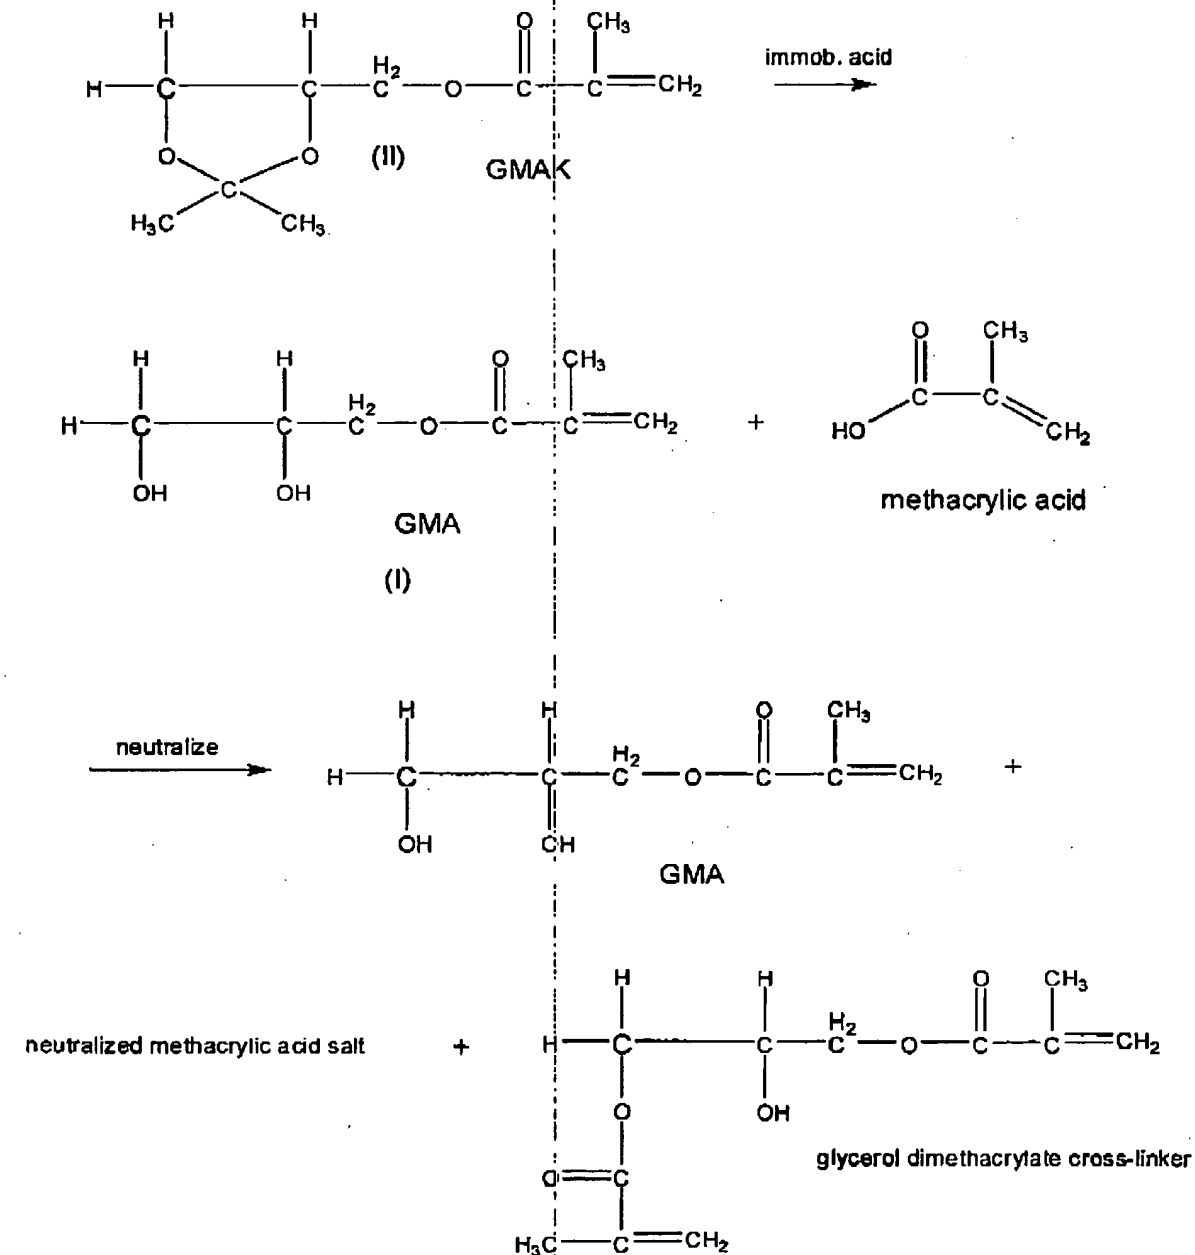 H H O CH₃
H C C H₂ C O C C CH₂ immob. acid
O O (II) GMAK
C
H₃C CH₃
H H O CH₃ O CH₃
H C C H₂ C O C C CH₂ + HO C C CH₂
OH OH methacrylic acid
GMA
(I)
H H O CH₃
neutralize H C C H₂ C O C C CH₂ +
OH CH
GMA
H H O CH₃
neutralized methacrylic acid salt + H C C H₂ C O C C CH₂
O OH
glycerol dimethacrylate cross-linker
O C
H₃C C CH₂